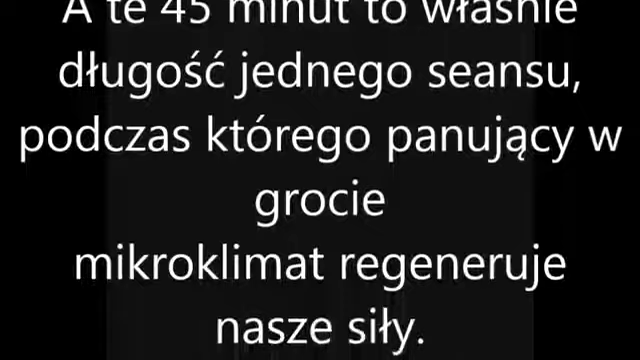 A te 45 minut to właśnie
długość jednego seansu,
podczas którego panujący w
grocie
mikroklimat regeneruje
nasze siły.